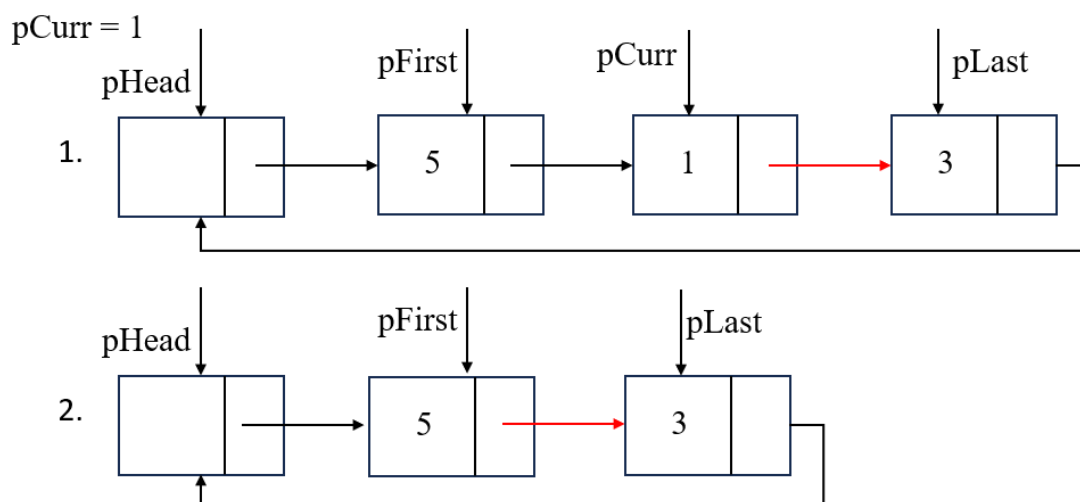 pCurr = 1
pHead
pFirst
pCurr
pLast
1.
5
1
3
pHead
pFirst
pLast
2.
5
3